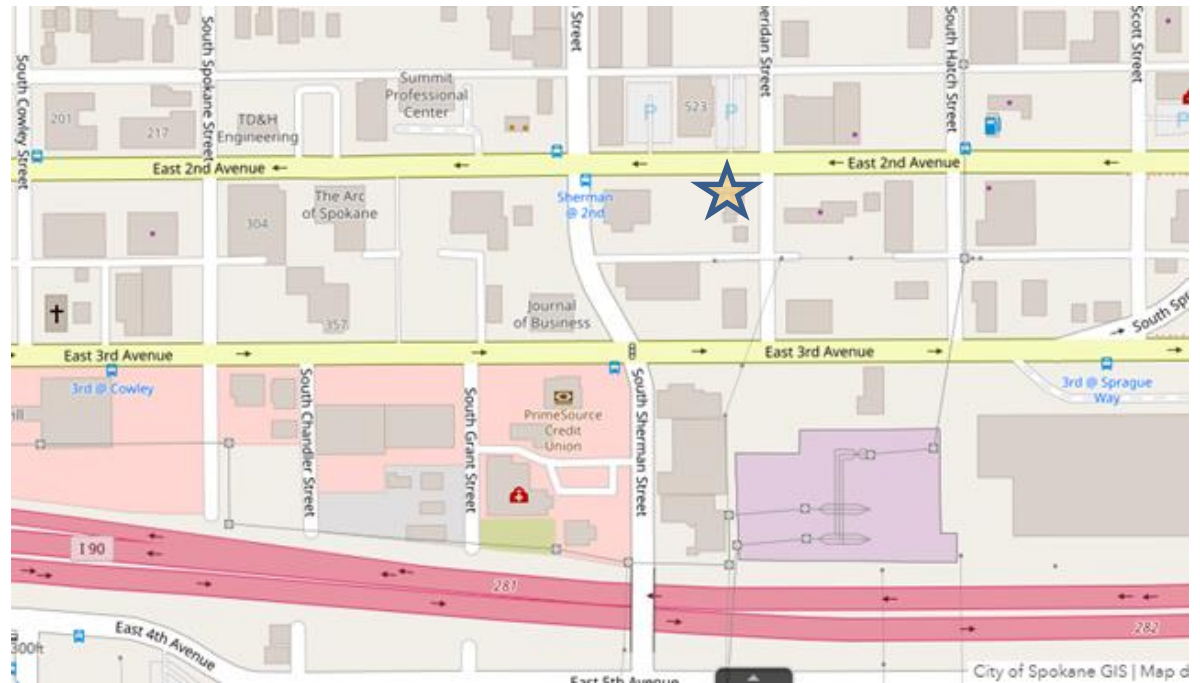 South Cowley Street
South Spokane Street
Street
eridan Street
South Hatch Street
Scott Street
Summit
Professional
Center
201
217
TD&H
Engineering
P
523
P
P
East 2nd Avenue
East 2nd Avenue
The Arc
of Spokane
304
Sherman
@ 2nd
Journal
of Business
357
South Spr
East 3rd Avenue
East 3rd Avenue
3rd @ Cowley
3rd @ Sprague
Way
ill
South Chandler Street
South Grant Street
PrimeSource
Credit
Union
South Sherman Street
I 90
281
282
East 4th Avenue
300ft
East 5th Avenue
City of Spokane GIS | Map d